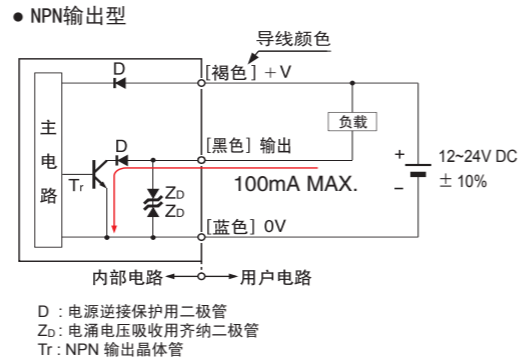 ● NPN输出型
导线颜色
D
[褐色] +V
主电路
负载
D
[黑色] 输出
Tr
ZD
ZD
100mA MAX.
+
12~24V DC
−
± 10%
[蓝色] 0V
内部电路
用户电路
D : 电源逆接保护用二极管
ZD: 电涌电压吸收用齐纳二极管
Tr : NPN 输出晶体管